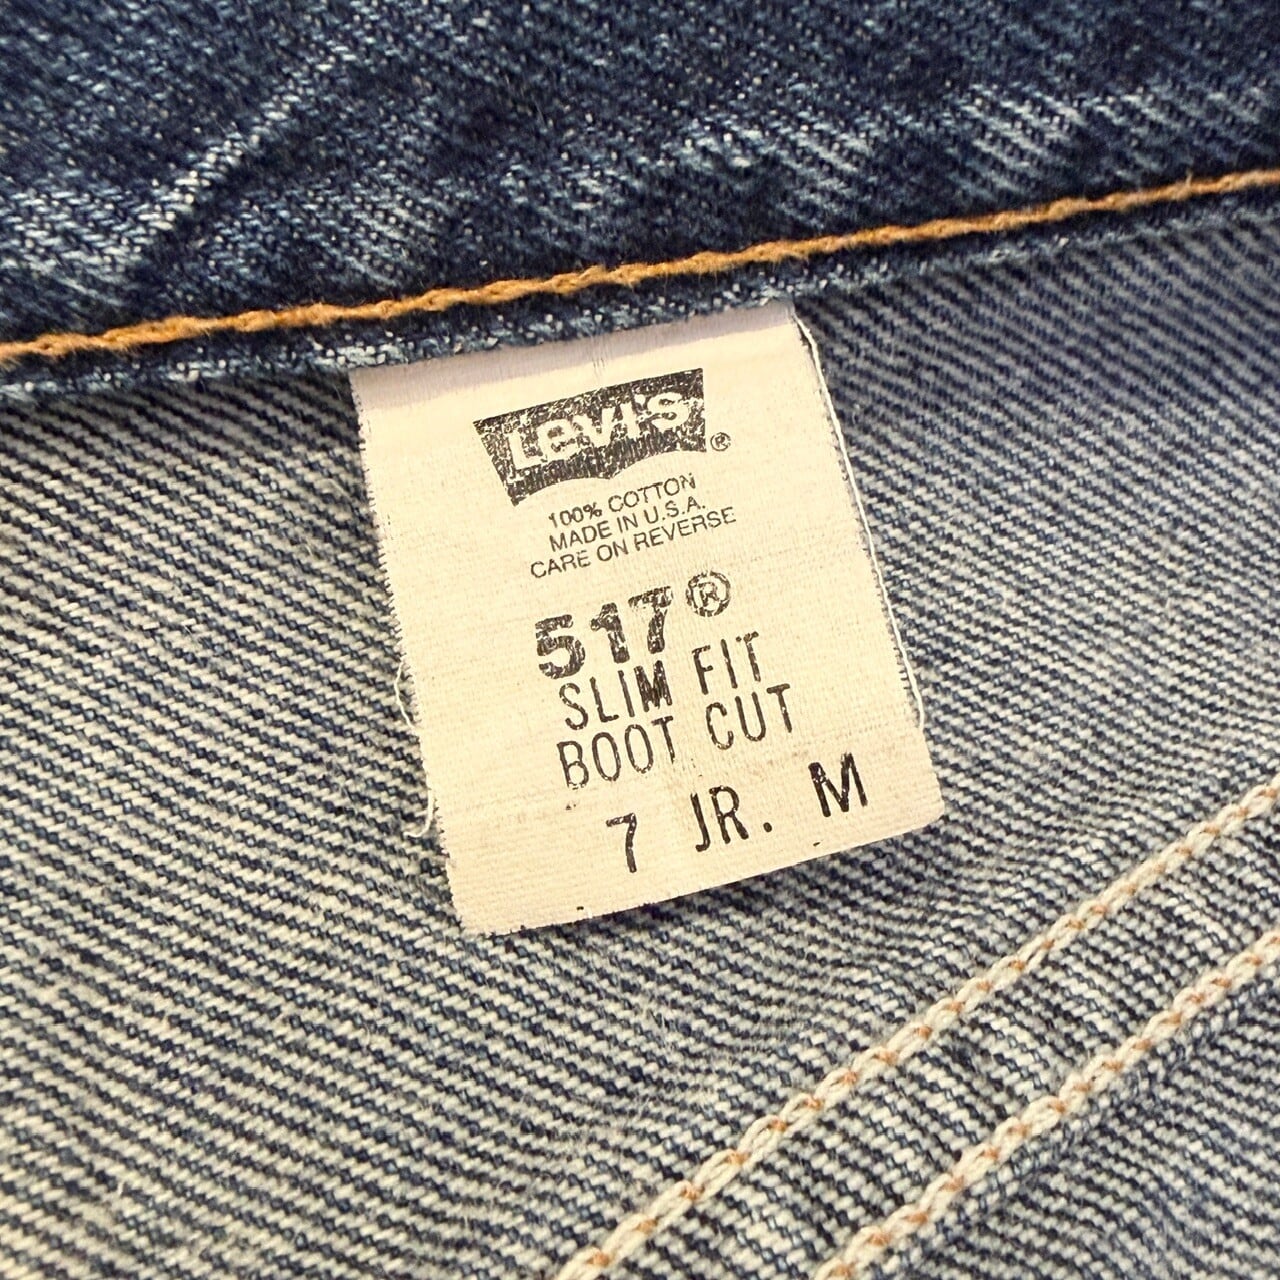 Levi's®
100% COTTON
MADE IN U.S.A.
CARE ON REVERSE
517®
SLIM FIT
BOOT CUT
7 JR. M